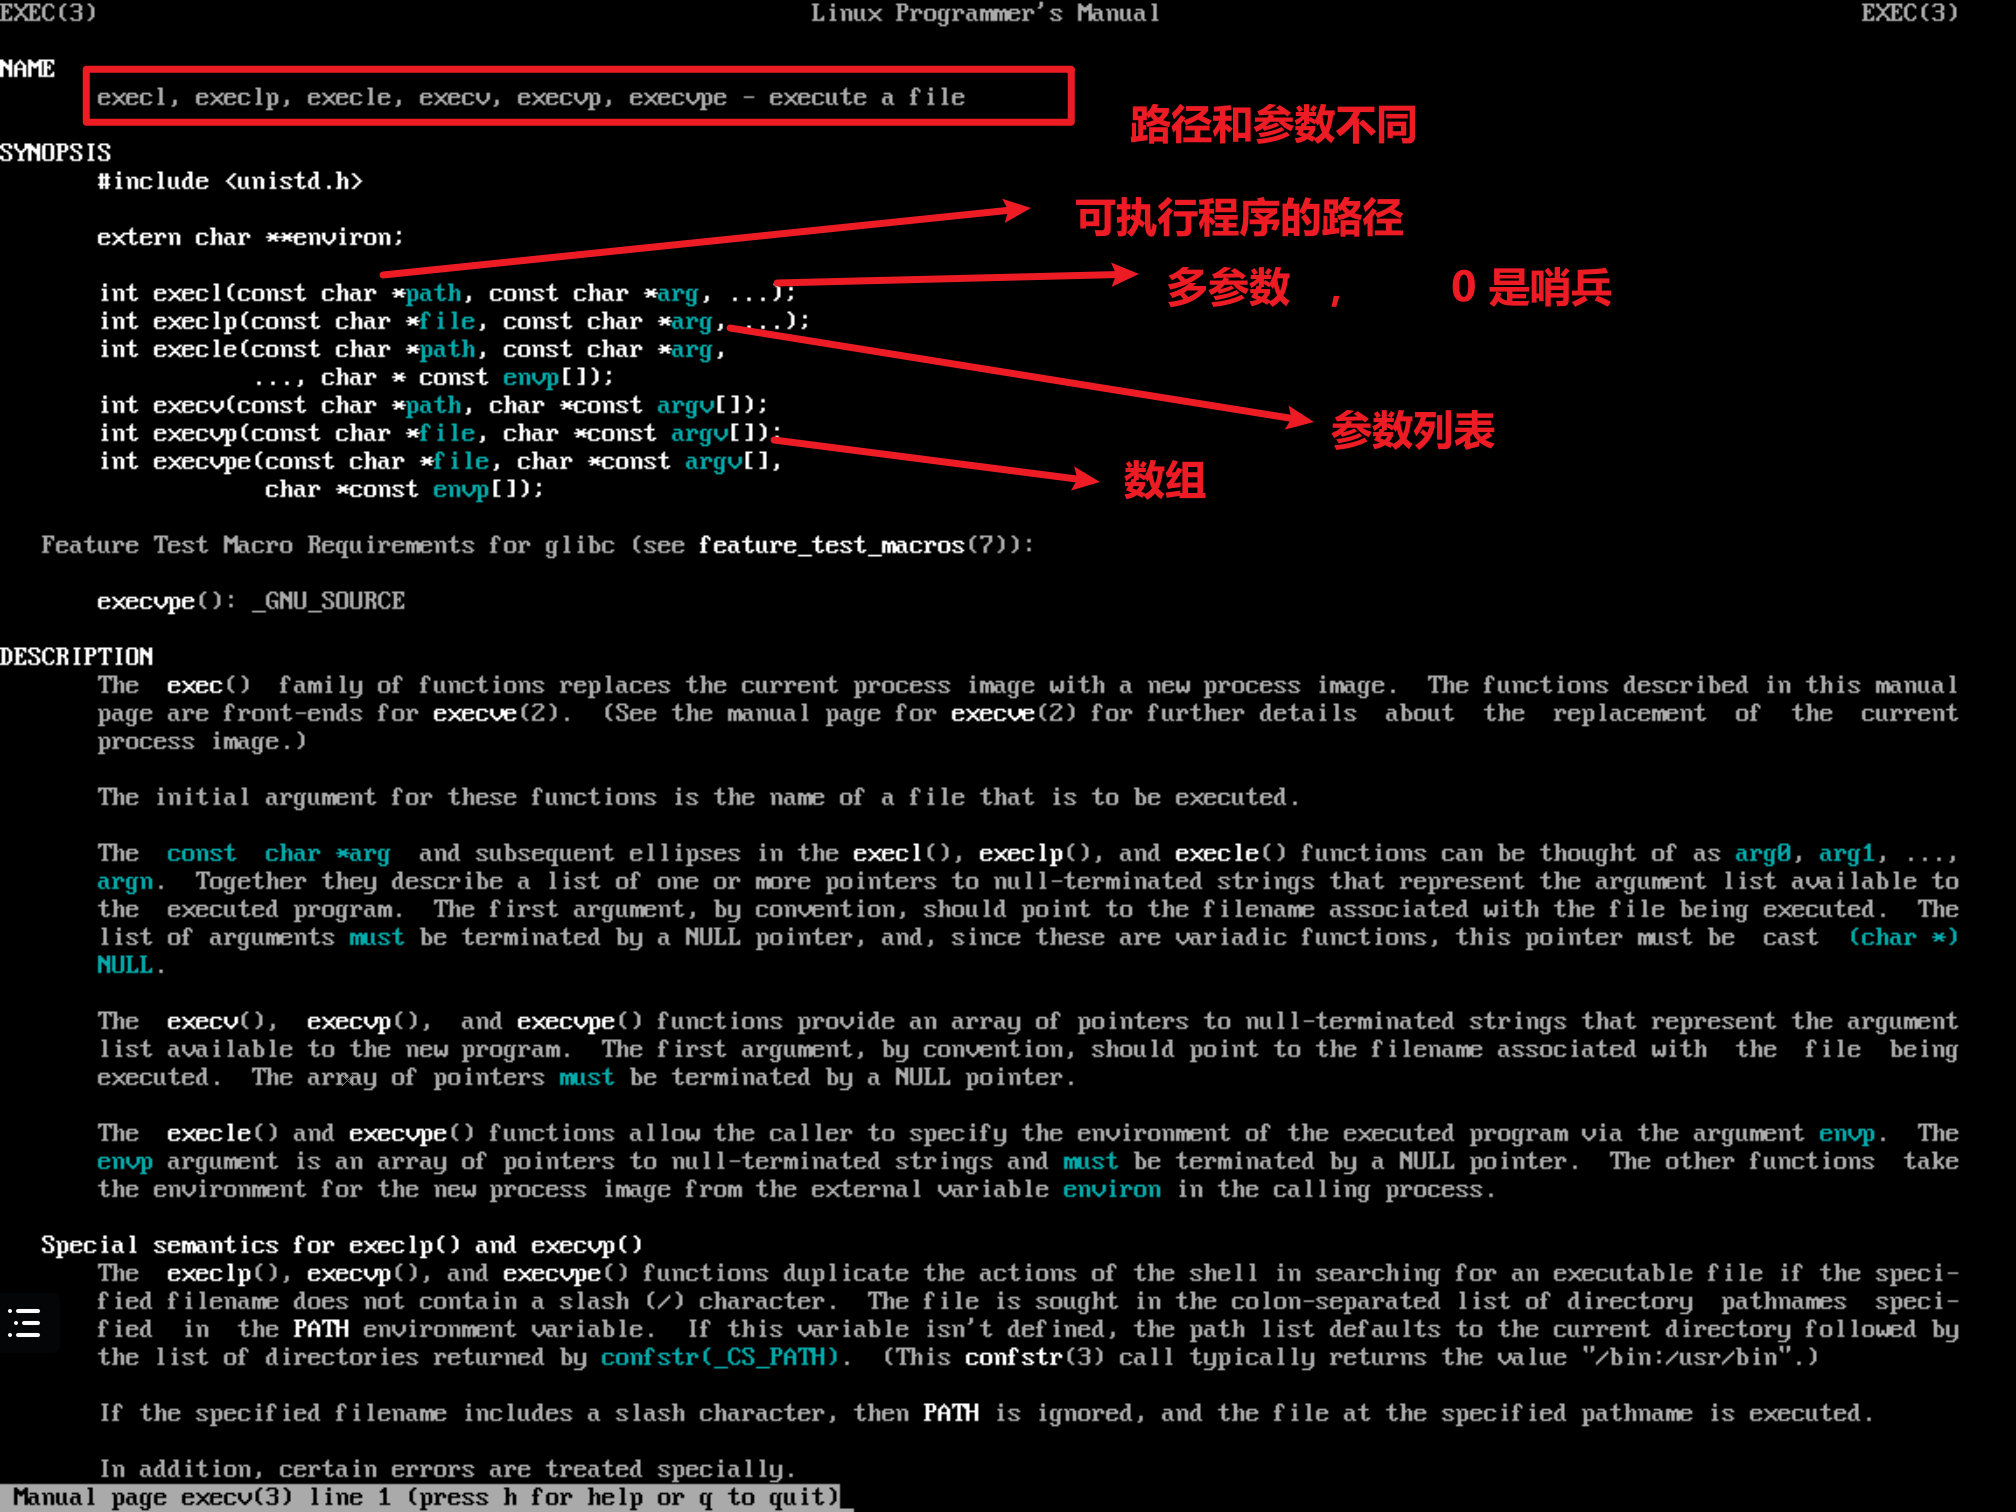 EXEC(3) Linux Programmer's Manual EXEC(3)
NAME
execl, execlp, execle, execv, execvp, execvpe - execute a file
路径和参数不同
SYNOPSIS
#include <unistd.h>
可执行程序的路径
extern char **environ;
多参数 , 0 是哨兵
int execl(const char *path, const char *arg, ...);
int execlp(const char *file, const char *arg, ...);
int execle(const char *path, const char *arg,
..., char * const envp[]);
int execv(const char *path, char *const argv[]);
参数列表
int execvp(const char *file, char *const argv[]);
int execvpe(const char *file, char *const argv[],
数组
char *const envp[]);
Feature Test Macro Requirements for glibc (see feature_test_macros(7)):
execvpe(): _GNU_SOURCE
DESCRIPTION
The exec() family of functions replaces the current process image with a new process image. The functions described in this manual
page are front-ends for execve(2). (See the manual page for execve(2) for further details about the replacement of the current
process image.)
The initial argument for these functions is the name of a file that is to be executed.
The const char *arg and subsequent ellipses in the execl(), execlp(), and execle() functions can be thought of as arg0, arg1, ...,
argn. Together they describe a list of one or more pointers to null-terminated strings that represent the argument list available to
the executed program. The first argument, by convention, should point to the filename associated with the file being executed. The
list of arguments must be terminated by a NULL pointer, and, since these are variadic functions, this pointer must be cast (char *)
NULL.
The execv(), execvp(), and execvpe() functions provide an array of pointers to null-terminated strings that represent the argument
list available to the new program. The first argument, by convention, should point to the filename associated with the file being
executed. The array of pointers must be terminated by a NULL pointer.
The execle() and execvpe() functions allow the caller to specify the environment of the executed program via the argument envp. The
envp argument is an array of pointers to null-terminated strings and must be terminated by a NULL pointer. The other functions take
the environment for the new process image from the external variable environ in the calling process.
Special semantics for execlp() and execvp()
The execlp(), execvp(), and execvpe() functions duplicate the actions of the shell in searching for an executable file if the speci-
fied filename does not contain a slash (/) character. The file is sought in the colon-separated list of directory pathnames speci-
fied in the PATH environment variable. If this variable isn't defined, the path list defaults to the current directory followed by
the list of directories returned by confstr(_CS_PATH). (This confstr(3) call typically returns the value "/bin:/usr/bin".)
If the specified filename includes a slash character, then PATH is ignored, and the file at the specified pathname is executed.
In addition, certain errors are treated specially.
Manual page execv(3) line 1 (press h for help or q to quit)